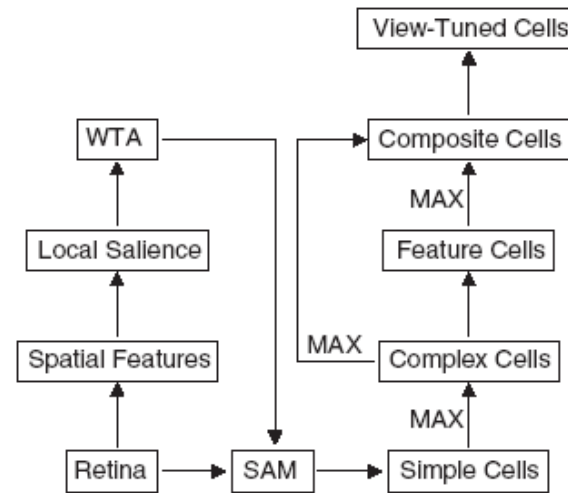 View-Tuned Cells
WTA
Composite Cells
MAX
Local Salience
Feature Cells
MAX
Spatial Features
Complex Cells
MAX
Retina
SAM
Simple Cells